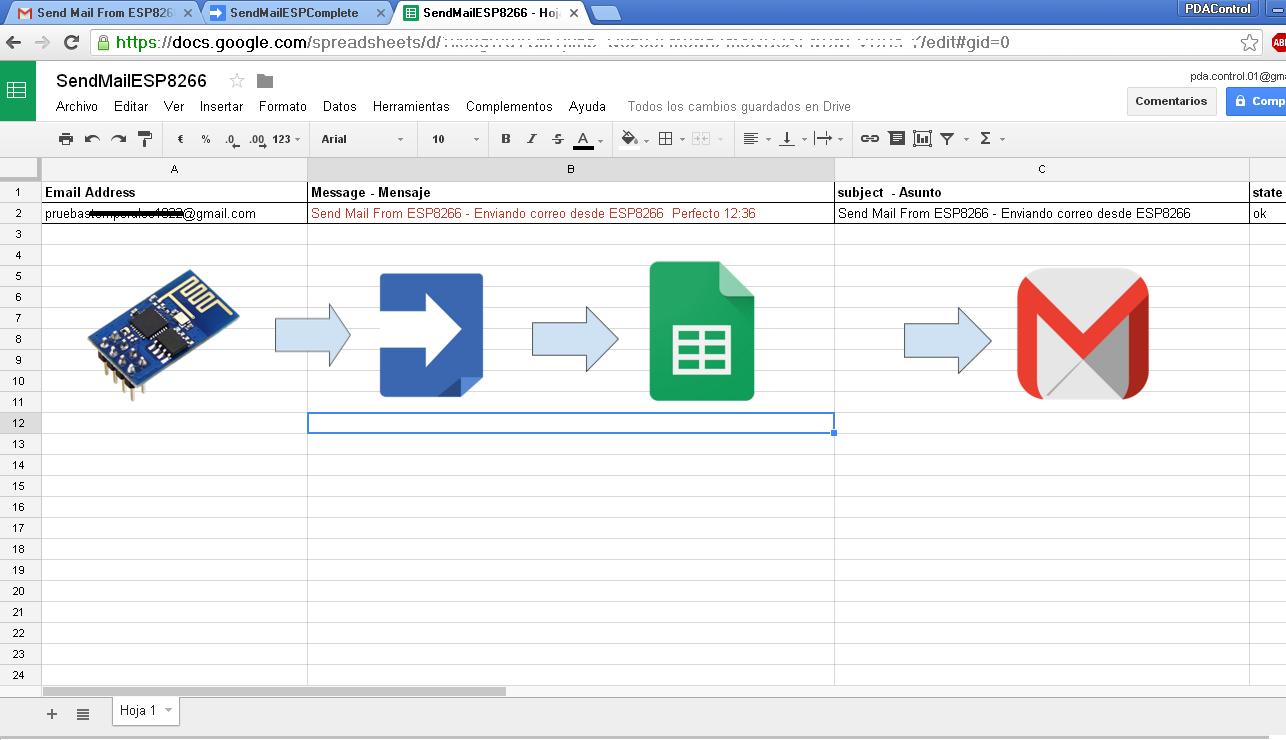 Send Mail From ESP826
SendMailESPComplete
SendMailESP8266 - Hoj
PDAControl
https://docs.google.com/spreadsheets/d/
/edit#gid=0
SendMailESP8266
pda.control.01@gma
Archivo Editar Ver Insertar Formato Datos Herramientas Complementos Ayuda Todos los cambios guardados en Drive
Comentarios
Comp
€ % .0 .00 123 Arial 10 B I S A Σ
A B C
1 Email Address Message - Mensaje subject - Asunto state
2 pruebas @gmail.com Send Mail From ESP8266 - Enviando correo desde ESP8266 Perfecto 12:36 Send Mail From ESP8266 - Enviando correo desde ESP8266 ok
3
4
5
6
7
8
9
10
11
12
13
14
15
16
17
18
19
20
21
22
23
24
Hoja 1